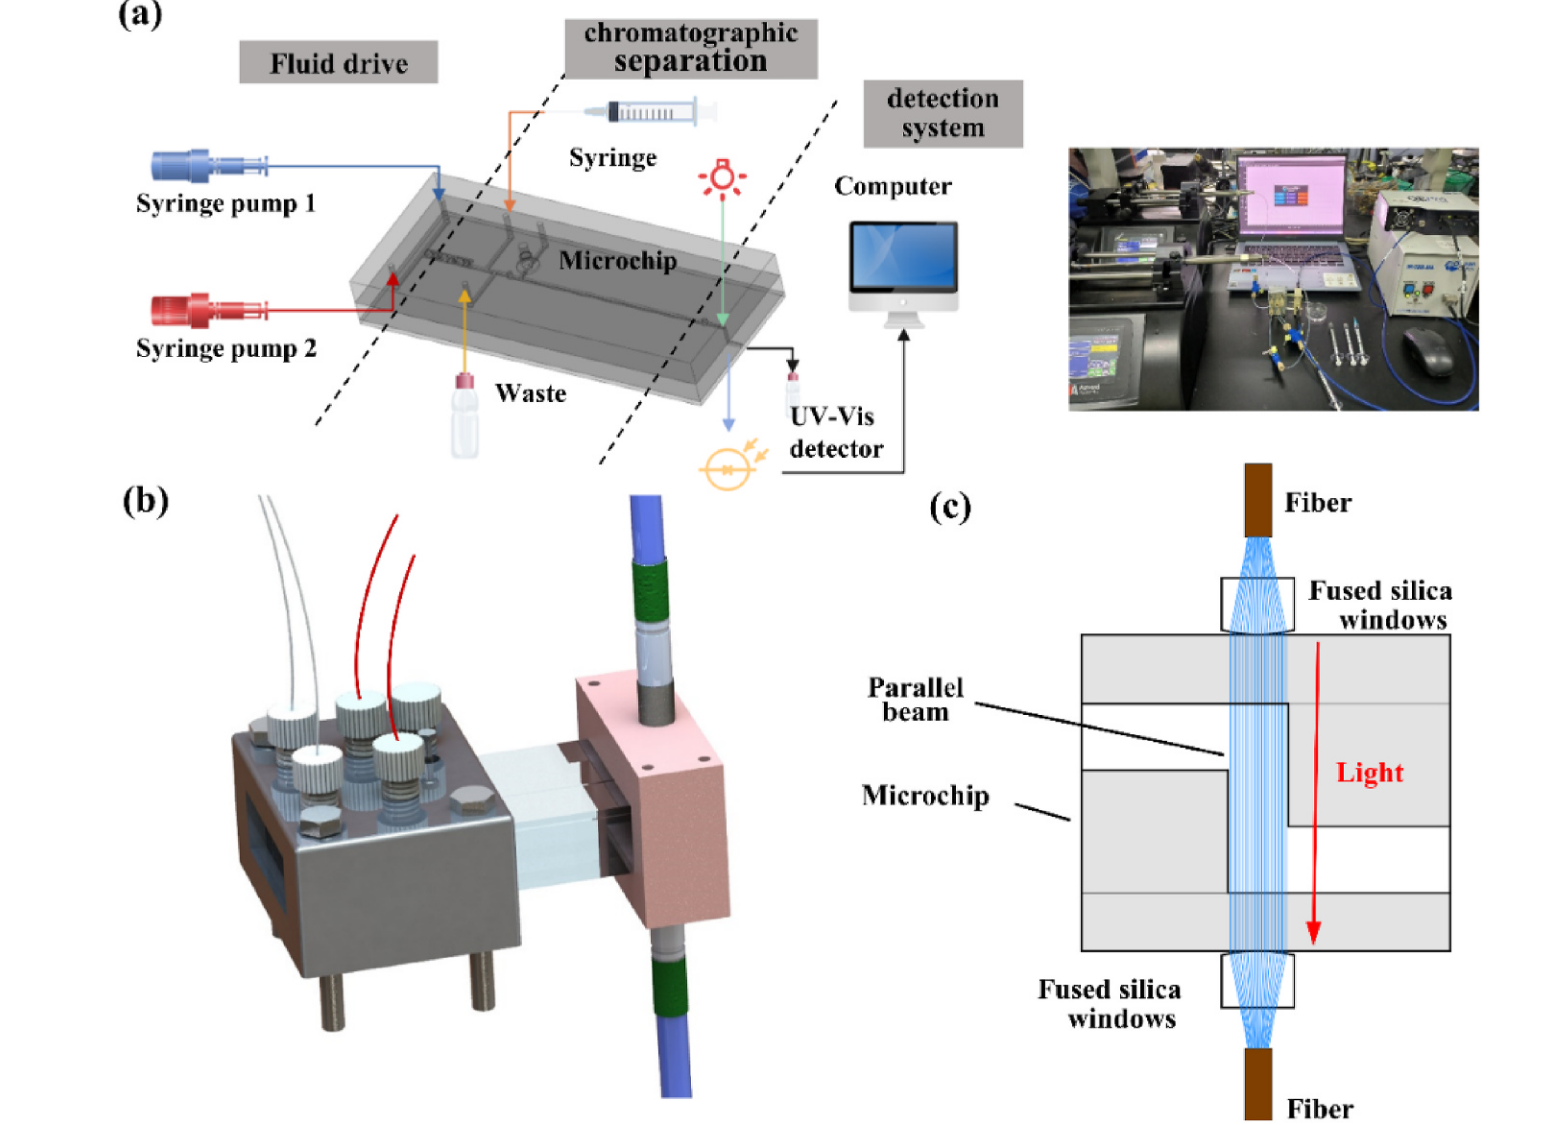 (a)
Fluid drive
chromatographic
separation
detection
system
Syringe
Computer
Syringe pump 1
Microchip
Syringe pump 2
Waste
UV-Vis
detector
(b)
(c)
Fiber
Fused silica
windows
Parallel
beam
Light
Microchip
Fused silica
windows
Fiber